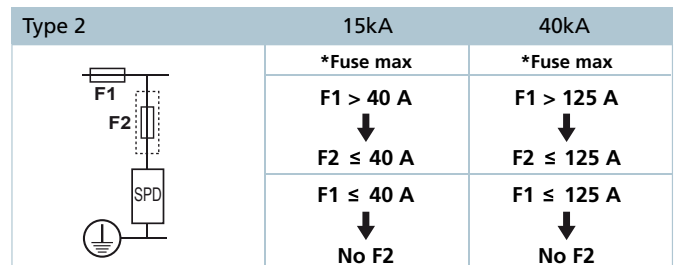 Type 2 15kA 40kA
*Fuse max *Fuse max
F1 F1 > 40 A F1 > 125 A
F2 F2 ≤ 40 A F2 ≤ 125 A
SPD F1 ≤ 40 A F1 ≤ 125 A
No F2 No F2